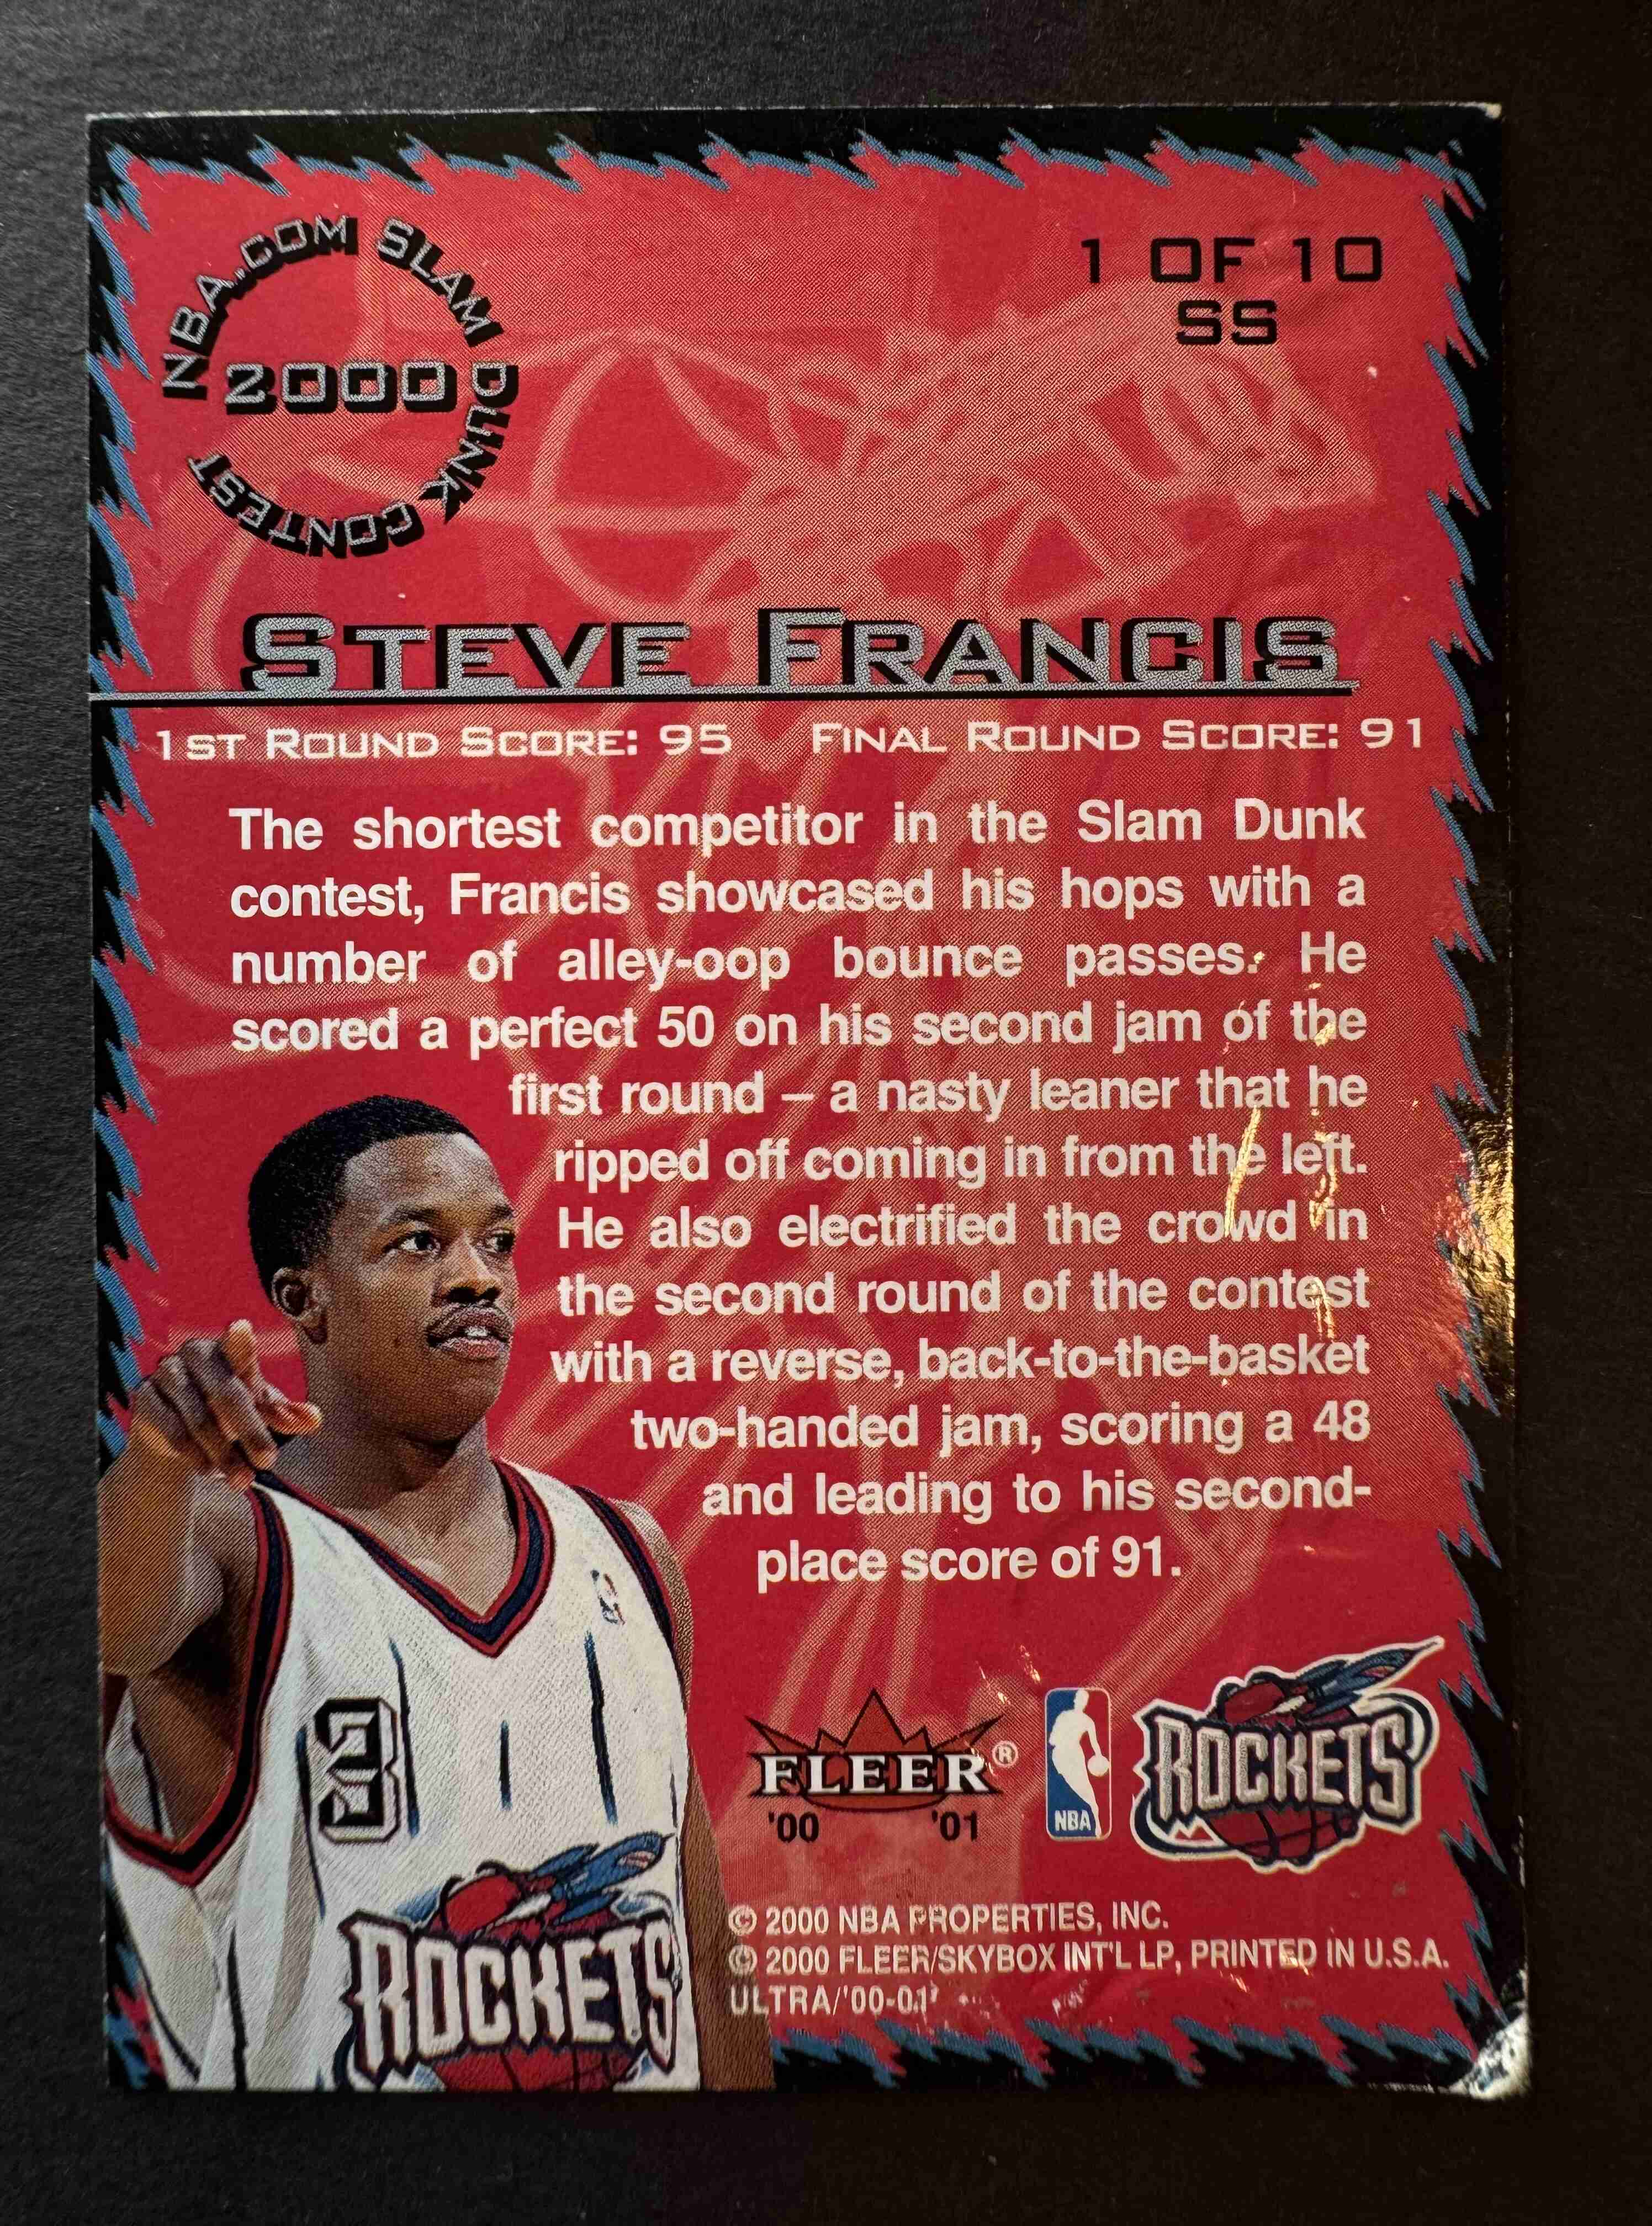 NBA.COM SLAM DUNK CONTEST
2000
1 OF 10
SS
STEVE FRANCIS
1ST ROUND SCORE: 95 FINAL ROUND SCORE: 91
The shortest competitor in the Slam Dunk
contest, Francis showcased his hops with a
number of alley-oop bounce passes. He
scored a perfect 50 on his second jam of the
first round – a nasty leaner that he
ripped off coming in from the left.
He also electrified the crowd in
the second round of the contest
with a reverse, back-to-the-basket
two-handed jam, scoring a 48
and leading to his second-
place score of 91.
3
ROCKETS
FLEER®
'00 '01
NBA
ROCKETS
© 2000 NBA PROPERTIES, INC.
© 2000 FLEER/SKYBOX INT'L LP, PRINTED IN U.S.A.
ULTRA/'00-01